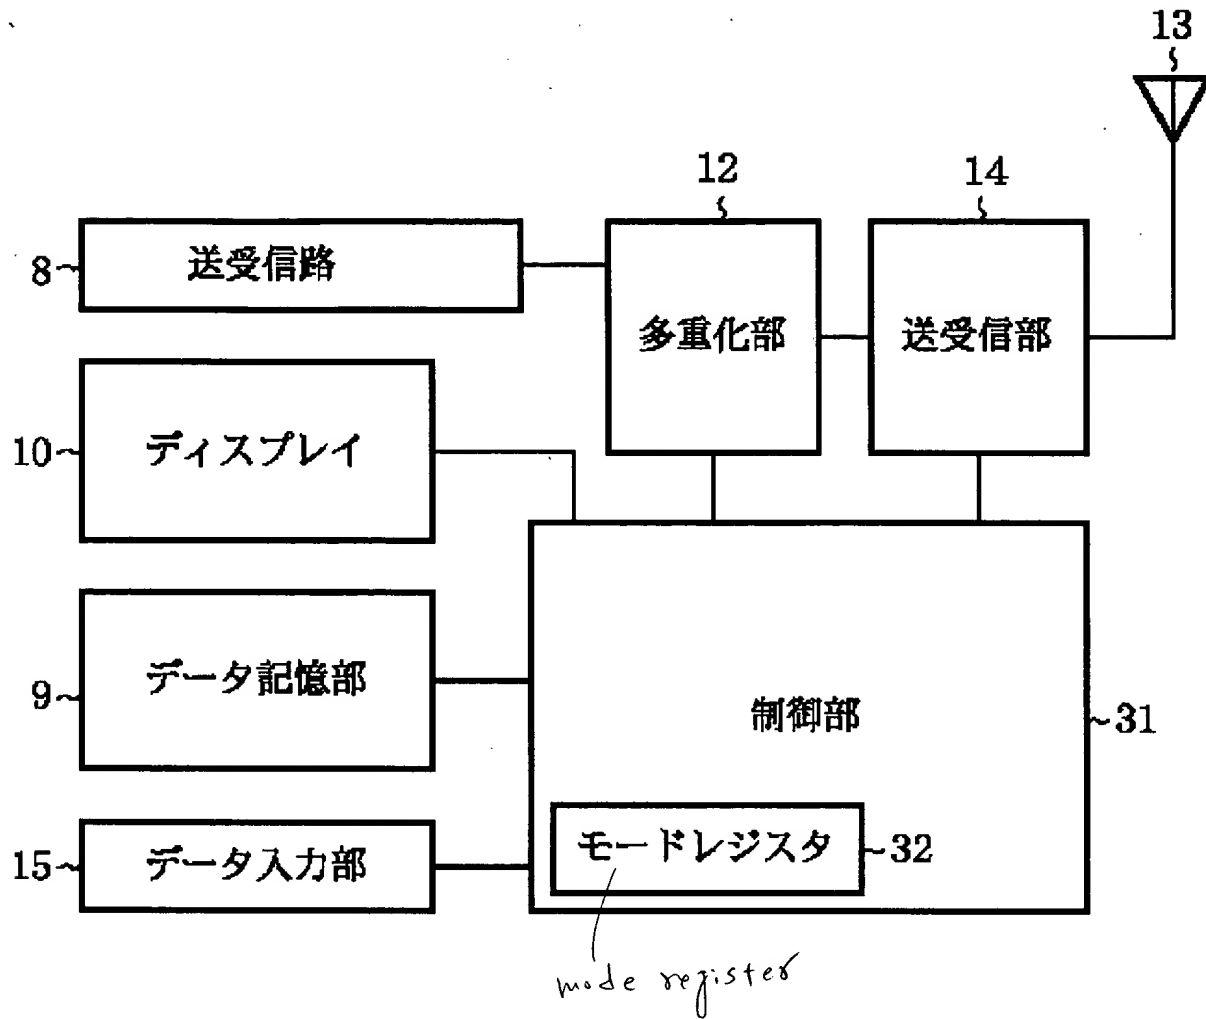 13
12
14
8
送受信路
多重化部
送受信部
10
ディスプレイ
9
データ記憶部
制御部
31
15
データ入力部
モードレジスタ
32
mode register